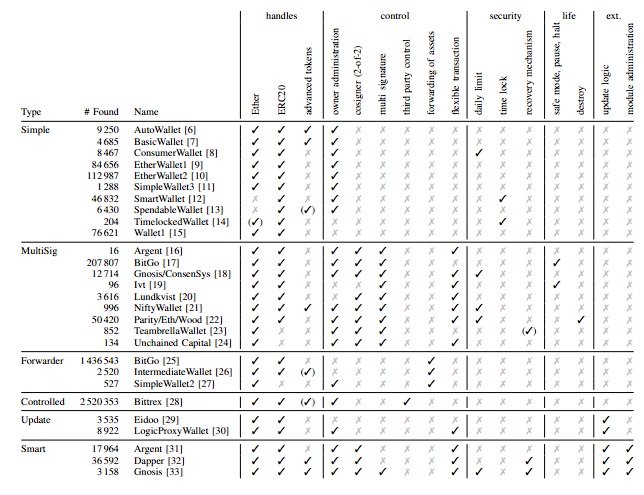 handles control security life ext.
Type # Found Name Ether ERC20 advanced tokens owner administration cosigner (2-of-2) multi signature third party control forwarding of assets flexible transaction daily limit time lock recovery mechanism safe mode, pause, halt destroy update logic module administration
Simple 9 250 AutoWallet [6]
4 685 BasicWallet [7]
8 467 ConsumerWallet [8]
84 656 EtherWallet1 [9]
112 987 EtherWallet2 [10]
1 288 SimpleWallet3 [11]
46 832 SmartWallet [12]
6 430 SpendableWallet [13]
204 TimelockedWallet [14]
76 621 Wallet1 [15]
MultiSig 16 Argent [16]
207 807 BitGo [17]
12 714 Gnosis/ConsenSys [18]
96 Ivt [19]
3 616 Lundkvist [20]
996 NiftyWallet [21]
50 420 Parity/Eth/Wood [22]
852 TeambrellaWallet [23]
134 Unchained Capital [24]
Forwarder 1 436 543 BitGo [25]
2 520 IntermediateWallet [26]
527 SimpleWallet2 [27]
Controlled 2 520 353 Bittrex [28]
Update 3 535 Eidoo [29]
8 922 LogicProxyWallet [30]
Smart 17 964 Argent [31]
36 592 Dapper [32]
3 158 Gnosis [33]